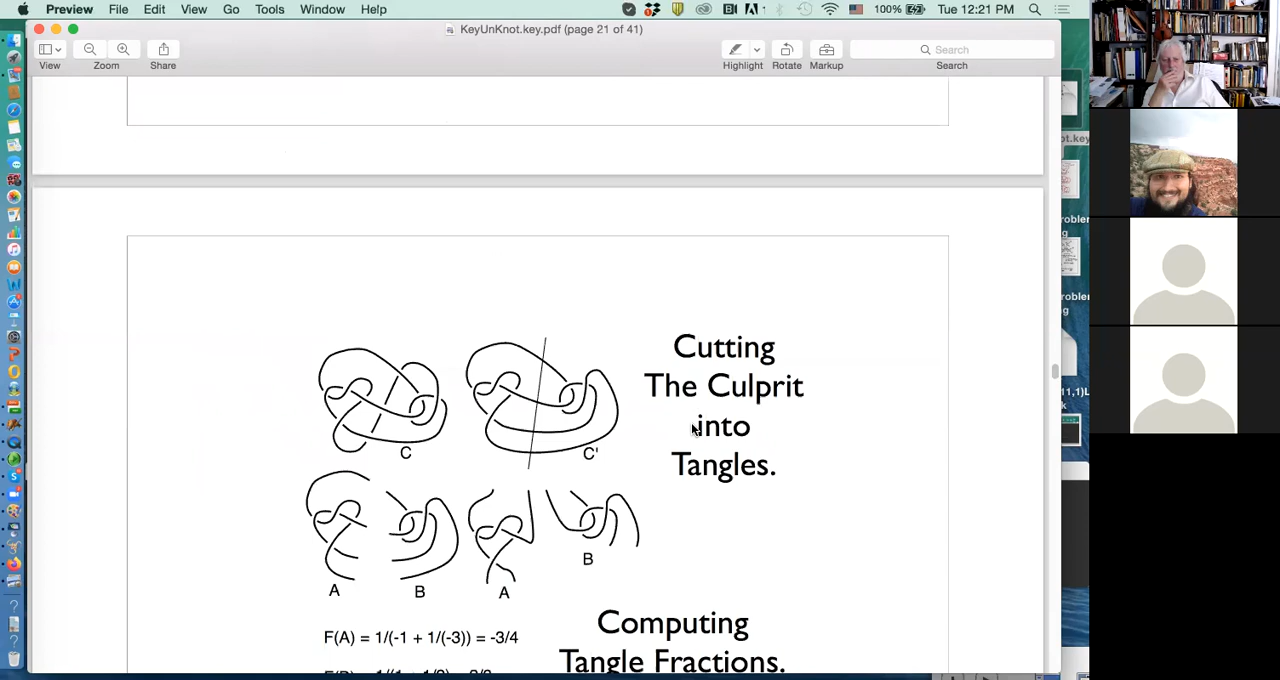 Preview File Edit View Go Tools Window Help
100% Tue 12:21 PM
KeyUnKnot.key.pdf (page 21 of 41)
View Zoom Share Highlight Rotate Markup Search
Search
Cutting
The Culprit
into
Tangles.
C C'
A B A B
F(A) = 1/(-1 + 1/(-3)) = -3/4
Computing
Tangle Fractions.